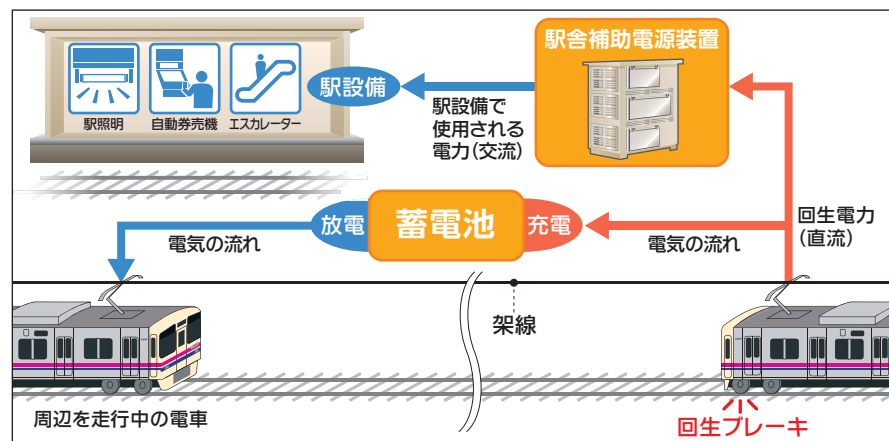 駅舎補助電源装置
駅設備
駅照明
自動券売機
エスカレーター
駅設備で
使用される
電力(交流)
放電
蓄電池
充電
回生電力
(直流)
電気の流れ
電気の流れ
架線
周辺を走行中の電車
回生ブレーキ